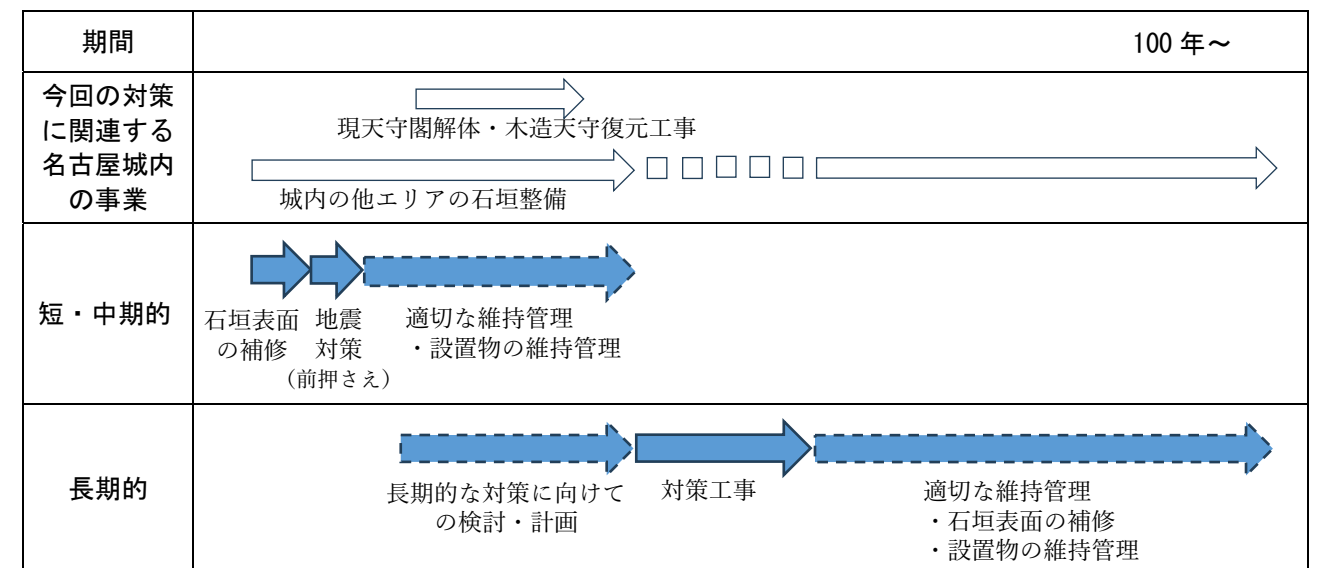 期間
100 年～
今回の対策
に関連する
名古屋城内
の事業
現天守閣解体・木造天守復元工事
城内の他エリアの石垣整備
短・中期的
石垣表面
の補修
地震
対策
（前押さえ）
適切な維持管理
・設置物の維持管理
長期的
長期的な対策に向けて
の検討・計画
対策工事
適切な維持管理
・石垣表面の補修
・設置物の維持管理